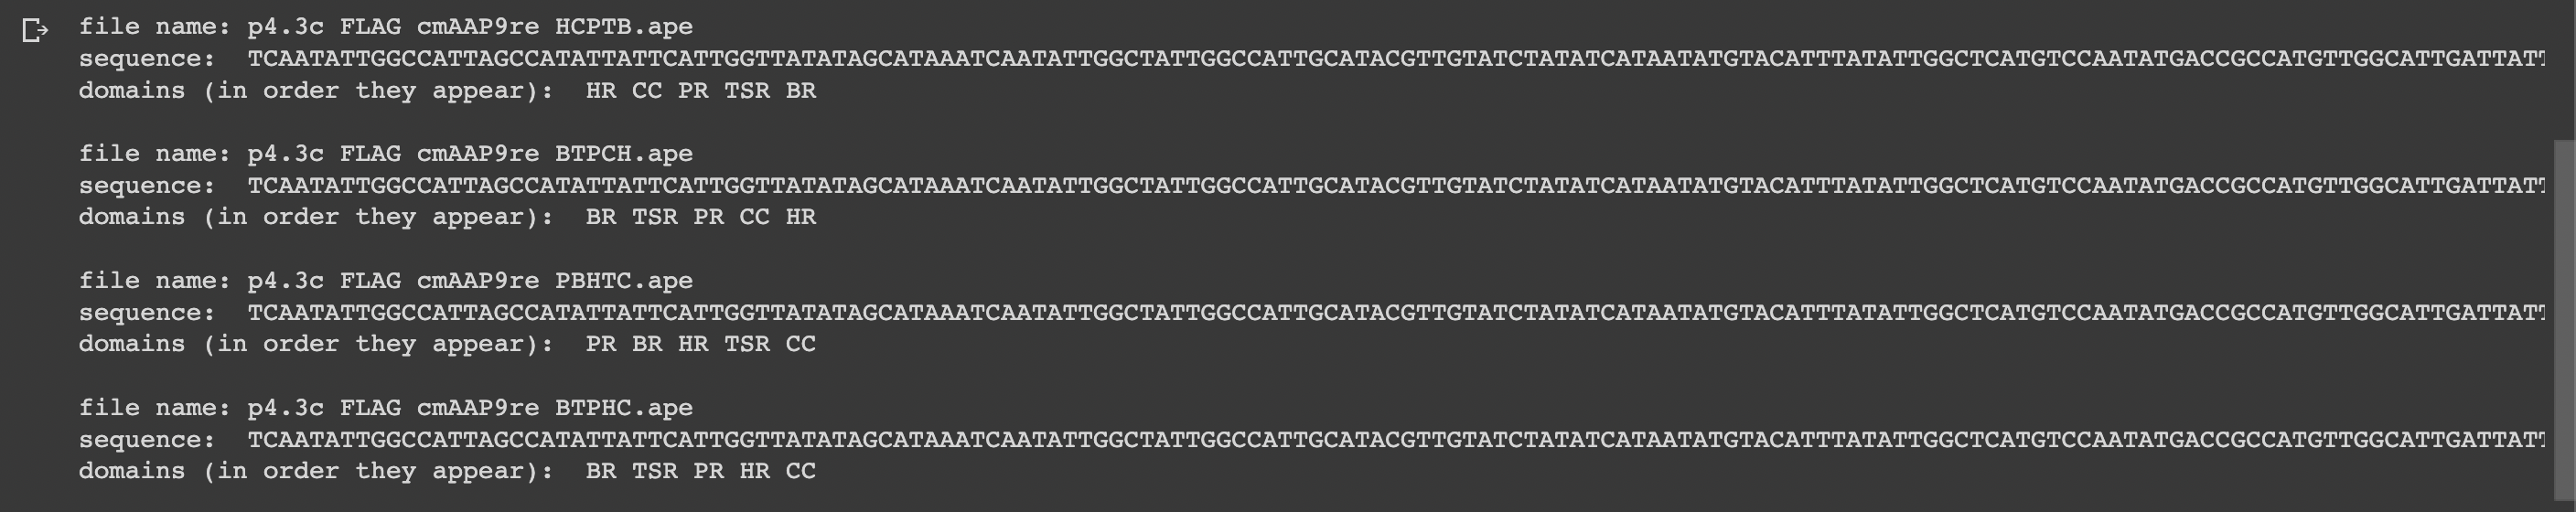 file name: p4.3c FLAG cmAAP9re HCPTB.ape
sequence:  TCAATATTGGCCATTAGCCATATTATTCATTGGTTATATAGCATAAATCAATATTGGCTATTGGCCATTGCATACGTTGTATCTATATCATAATATGTACATTTATATTGGCTCATGTCCAATATGACCGCCATGTTGGCATTGATTATT
domains (in order they appear):  HR CC PR TSR BR
file name: p4.3c FLAG cmAAP9re BTPCH.ape
sequence:  TCAATATTGGCCATTAGCCATATTATTCATTGGTTATATAGCATAAATCAATATTGGCTATTGGCCATTGCATACGTTGTATCTATATCATAATATGTACATTTATATTGGCTCATGTCCAATATGACCGCCATGTTGGCATTGATTATT
domains (in order they appear):  BR TSR PR CC HR
file name: p4.3c FLAG cmAAP9re PBHTC.ape
sequence:  TCAATATTGGCCATTAGCCATATTATTCATTGGTTATATAGCATAAATCAATATTGGCTATTGGCCATTGCATACGTTGTATCTATATCATAATATGTACATTTATATTGGCTCATGTCCAATATGACCGCCATGTTGGCATTGATTATT
domains (in order they appear):  PR BR HR TSR CC
file name: p4.3c FLAG cmAAP9re BTPHC.ape
sequence:  TCAATATTGGCCATTAGCCATATTATTCATTGGTTATATAGCATAAATCAATATTGGCTATTGGCCATTGCATACGTTGTATCTATATCATAATATGTACATTTATATTGGCTCATGTCCAATATGACCGCCATGTTGGCATTGATTATT
domains (in order they appear):  BR TSR PR HR CC